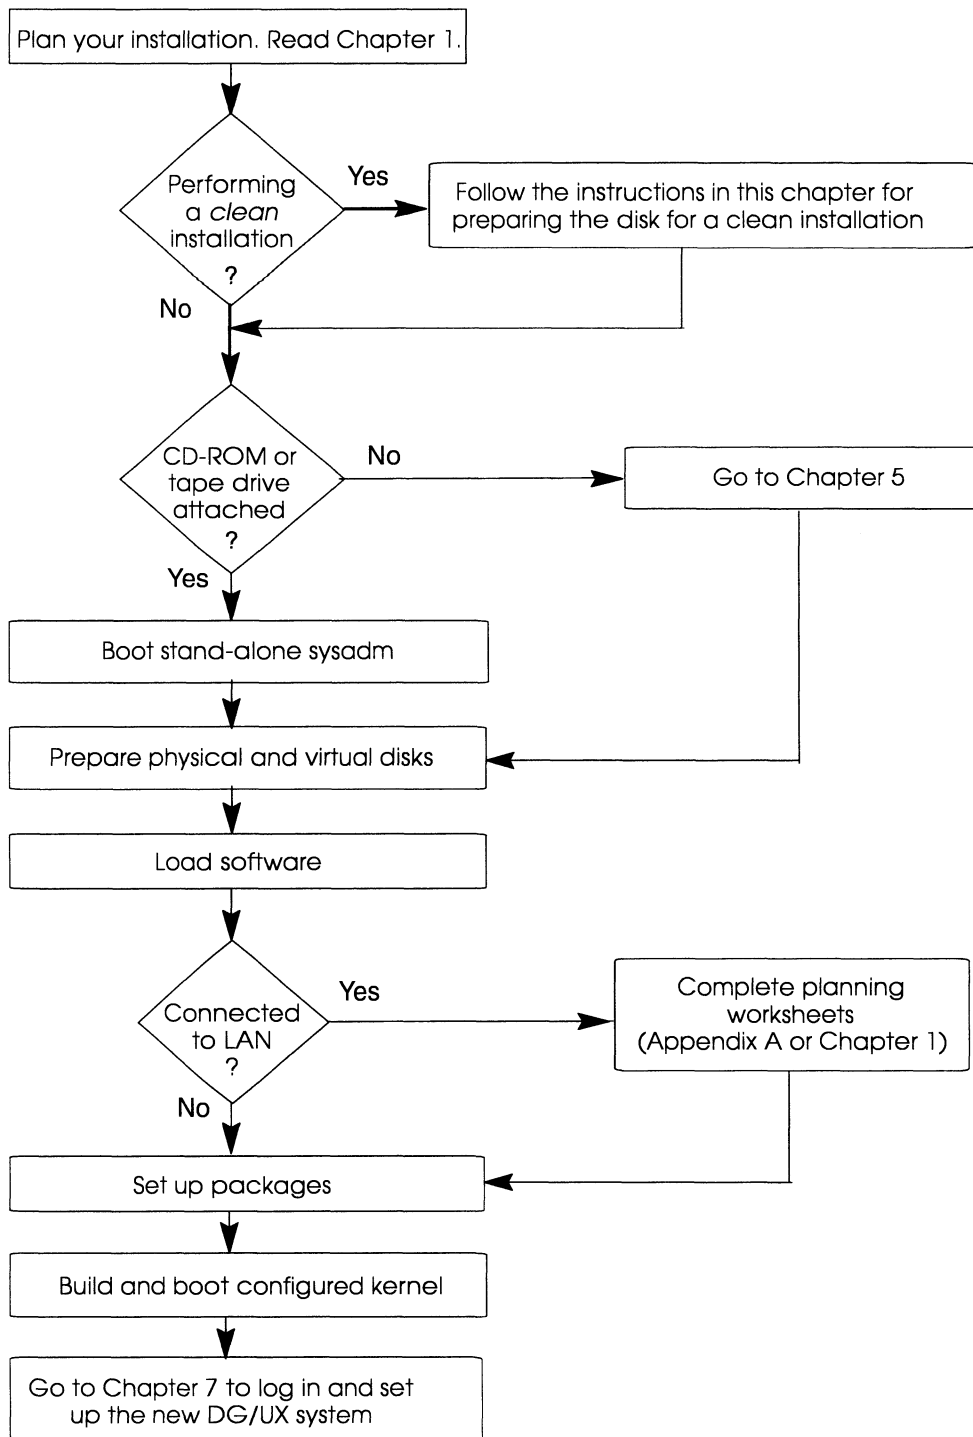 Plan your installation. Read Chapter 1.
Performing
a clean
installation
?
Yes
Follow the instructions in this chapter for
preparing the disk for a clean installation
No
CD-ROM or
tape drive
attached
?
No
Go to Chapter 5
Yes
Boot stand-alone sysadm
Prepare physical and virtual disks
Load software
Connected
to LAN
?
Yes
Complete planning
worksheets
(Appendix A or Chapter 1)
No
Set up packages
Build and boot configured kernel
Go to Chapter 7 to log in and set
up the new DG/UX system